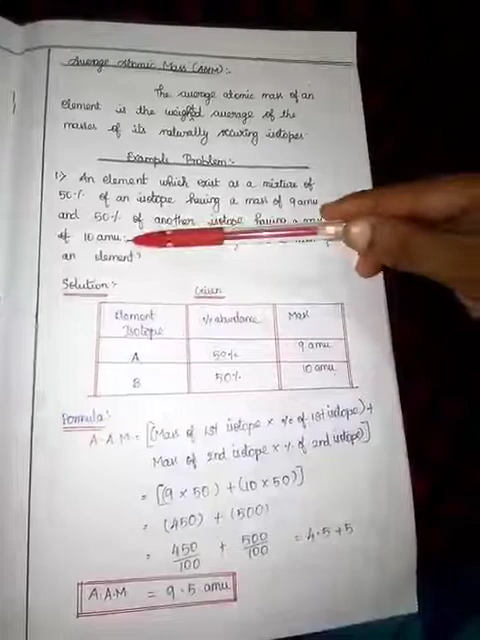 Average Atomic Mass (AAM):-
The average atomic mass of an
element is the weighted average of the
masses of its naturally occuring isotopes.
Example Problem:-
1.) An element which exist as a mixture of
50% of an isotope having a mass of 9 amu
and 50% of another isotope having a
of 10 amu.
an element?
Solution:-
Given
Element Isotope % abundance Mass
A 50% 9 amu
B 50% 10 amu
Formula:
A.A.M = [(Mass of 1st isotope x % of 1st isotope) +
Mass of 2nd isotope x % of 2nd isotope)]
= [(9 x 50) + (10 x 50)]
= (450) + (500)
= 450/100 + 500/100 = 4.5+5
A.A.M = 9.5 amu